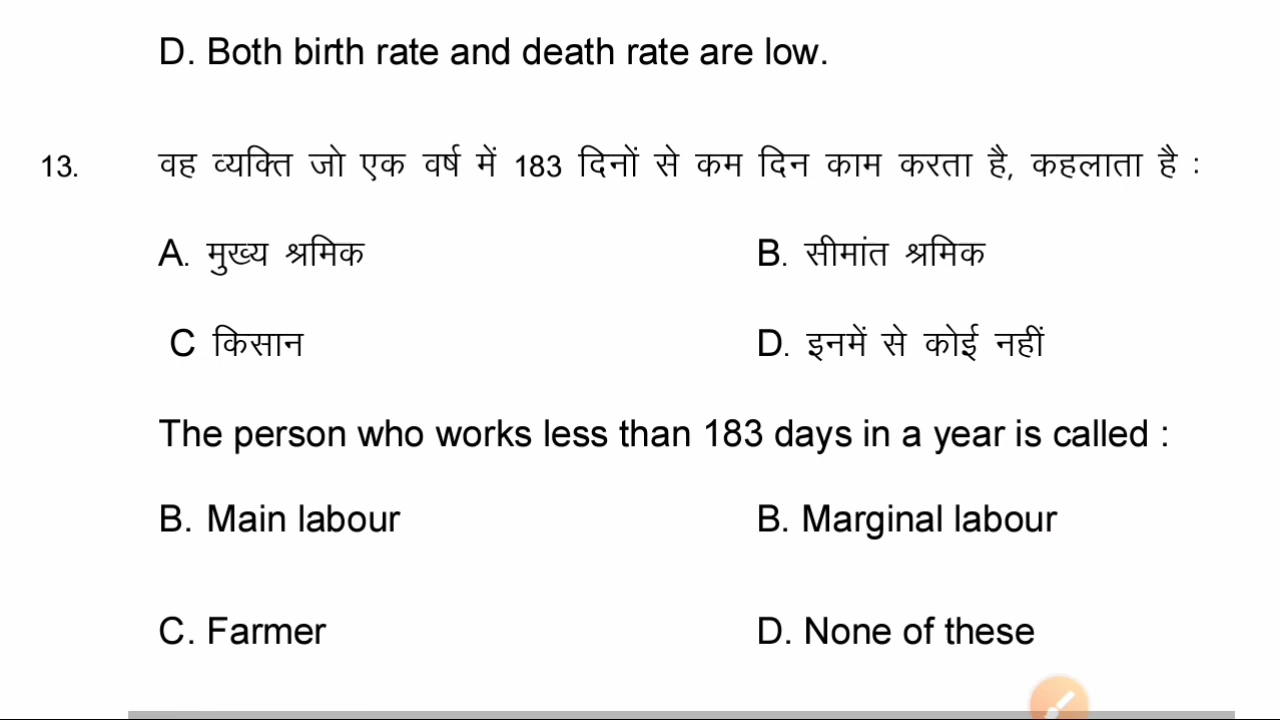 D. Both birth rate and death rate are low.
13. वह व्यक्ति जो एक वर्ष में 183 दिनों से कम दिन काम करता है, कहलाता है :
A. मुख्य श्रमिक B. सीमांत श्रमिक
C किसान D. इनमें से कोई नहीं
The person who works less than 183 days in a year is called :
B. Main labour B. Marginal labour
C. Farmer D. None of these